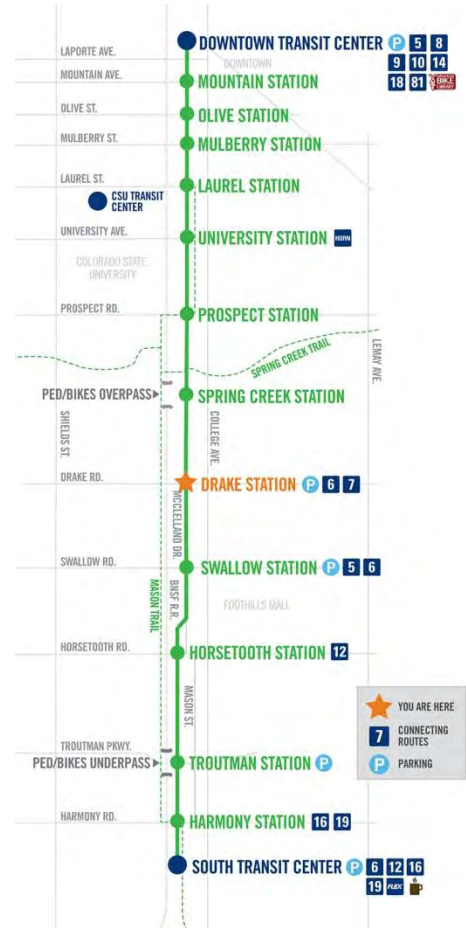 DOWNTOWN TRANSIT CENTER P 5 8
9 10 14
18 81 BIKE LIBRARY
LAPORTE AVE.
DOWNTOWN
MOUNTAIN AVE.
MOUNTAIN STATION
OLIVE ST.
OLIVE STATION
MULBERRY ST.
MULBERRY STATION
LAUREL ST.
LAUREL STATION
CSU TRANSIT
CENTER
UNIVERSITY AVE.
UNIVERSITY STATION HORN
COLORADO STATE
UNIVERSITY
PROSPECT RD.
PROSPECT STATION
SPRING CREEK TRAIL
LEMAY AVE.
PED/BIKES OVERPASS
SPRING CREEK STATION
SHIELDS ST.
COLLEGE AVE.
DRAKE RD.
DRAKE STATION P 6 7
MCCLELLAND DR.
SWALLOW RD.
SWALLOW STATION P 5 6
MASON TRAIL
BNSF R.R.
FOOTHILLS MALL
HORSETOOTH RD.
HORSETOOTH STATION 12
MASON ST.
YOU ARE HERE
7 CONNECTING
ROUTES
P PARKING
TROUTMAN PKWY.
PED/BIKES UNDERPASS
TROUTMAN STATION P
HARMONY RD.
HARMONY STATION 16 19
SOUTH TRANSIT CENTER P 6 12 16
19 FLEX